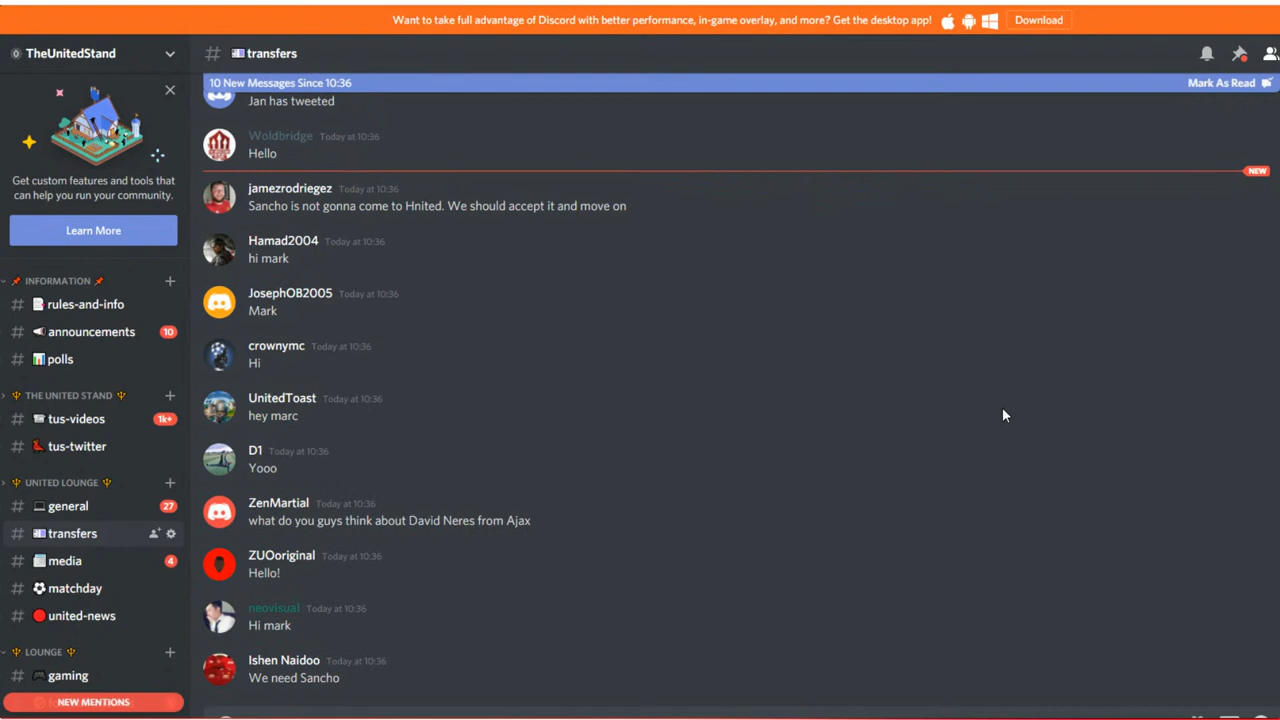 Want to take full advantage of Discord with better performance, in-game overlay, and more? Get the desktop app!
Download
TheUnitedStand
transfers
10 New Messages Since 10:36
Mark As Read
Get custom features and tools that
can help you run your community.
Learn More
INFORMATION
rules-and-info
announcements 10
polls
THE UNITED STAND
tus-videos 1k+
tus-twitter
UNITED LOUNGE
general 27
transfers
media 4
matchday
united-news
LOUNGE
gaming
NEW MENTIONS
Jan has tweeted
Woldbridge Today at 10:36
Hello
NEW
jamezrodriegez Today at 10:36
Sancho is not gonna come to Hnited. We should accept it and move on
Hamad2004 Today at 10:36
hi mark
JosephOB2005 Today at 10:36
Mark
crownymc Today at 10:36
Hi
UnitedToast Today at 10:36
hey marc
D1 Today at 10:36
Yooo
ZenMartial Today at 10:36
what do you guys think about David Neres from Ajax
ZUOoriginal Today at 10:36
Hello!
neovisual Today at 10:36
Hi mark
Ishen Naidoo Today at 10:36
We need Sancho